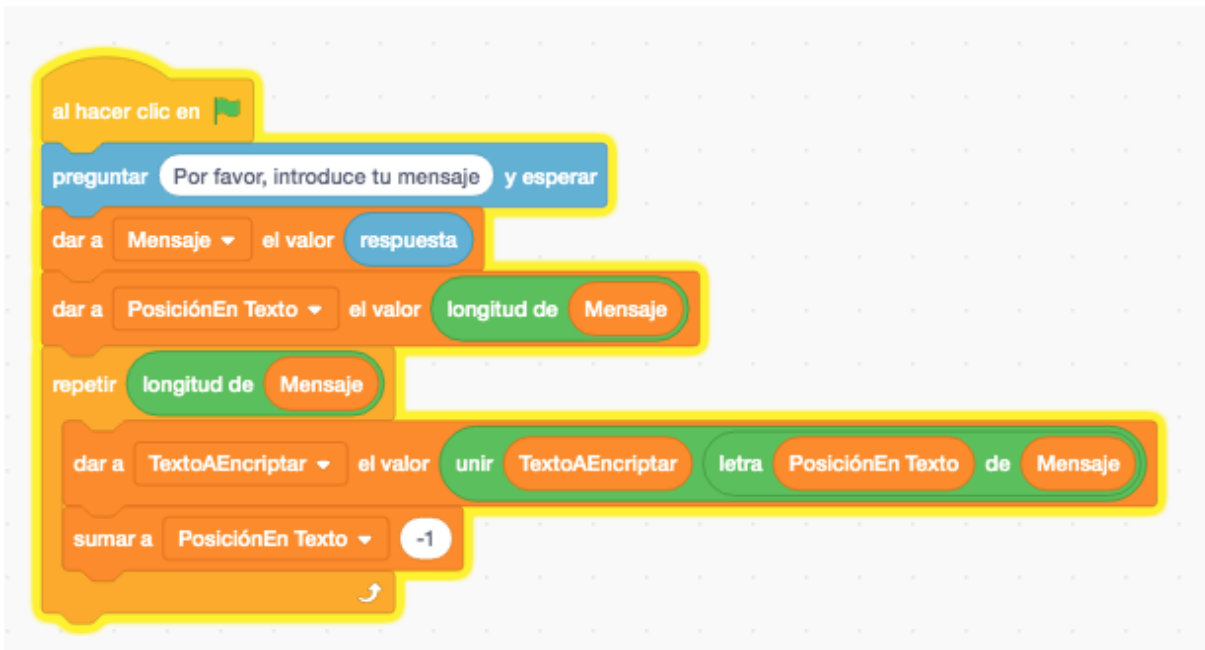 al hacer clic en
preguntar Por favor, introduce tu mensaje y esperar
dar a Mensaje el valor respuesta
dar a PosiciónEn Texto el valor longitud de Mensaje
repetir longitud de Mensaje
dar a TextoAEncriptar el valor unir TextoAEncriptar letra PosiciónEn Texto de Mensaje
sumar a PosiciónEn Texto -1